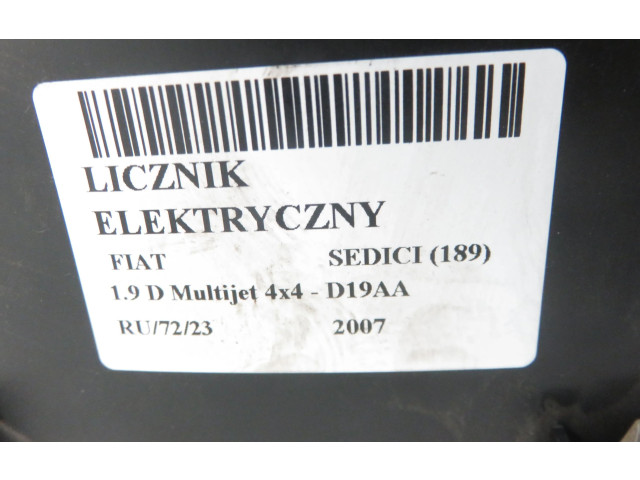 LICZNIK
ELEKTRYCZNY
FIAT SEDICI (189)
1.9 D Multijet 4x4 - D19AA
RU/72/23 2007